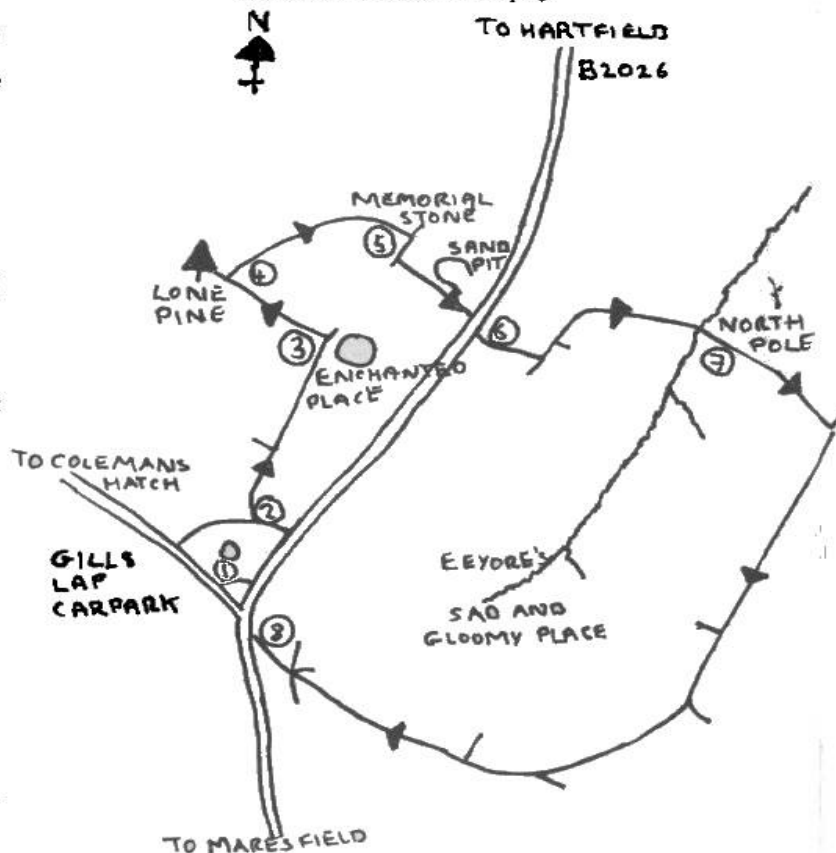 N
TO HARTFIELD
B2026
MEMORIAL
STONE
5
SAND
PIT
4
LONE
PINE
3
ENCHANTED
PLACE
6
NORTH
POLE
7
TO COLEMANS
HATCH
2
GILLS
LAP
CARPARK
1
EEYORE'S
SAD AND
GLOOMY PLACE
8
TO MARESFIELD